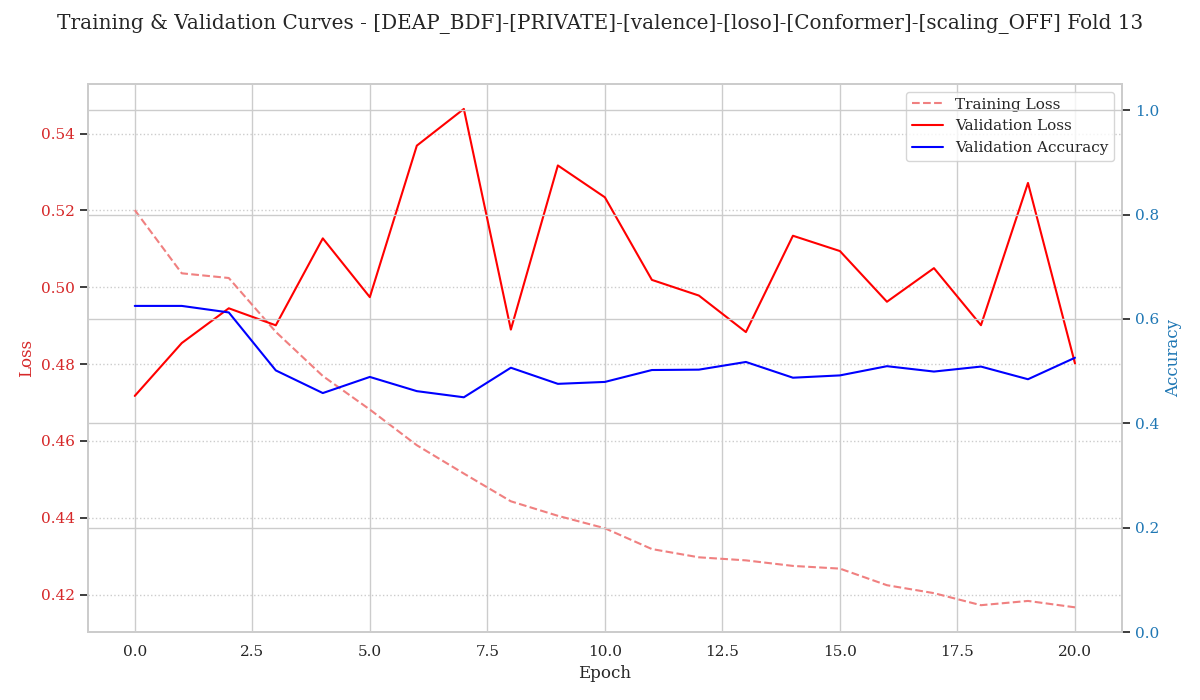 Training & Validation Curves - [DEAP_BDF]-[PRIVATE]-[valence]-[loso]-[Conformer]-[scaling_OFF] Fold 13
Training Loss
Validation Loss
Validation Accuracy
Loss
0.54
0.52
0.50
0.48
0.46
0.44
0.42
1.0
0.8
0.6
0.4
0.2
0.0
Accuracy
0.0 2.5 5.0 7.5 10.0 12.5 15.0 17.5 20.0
Epoch